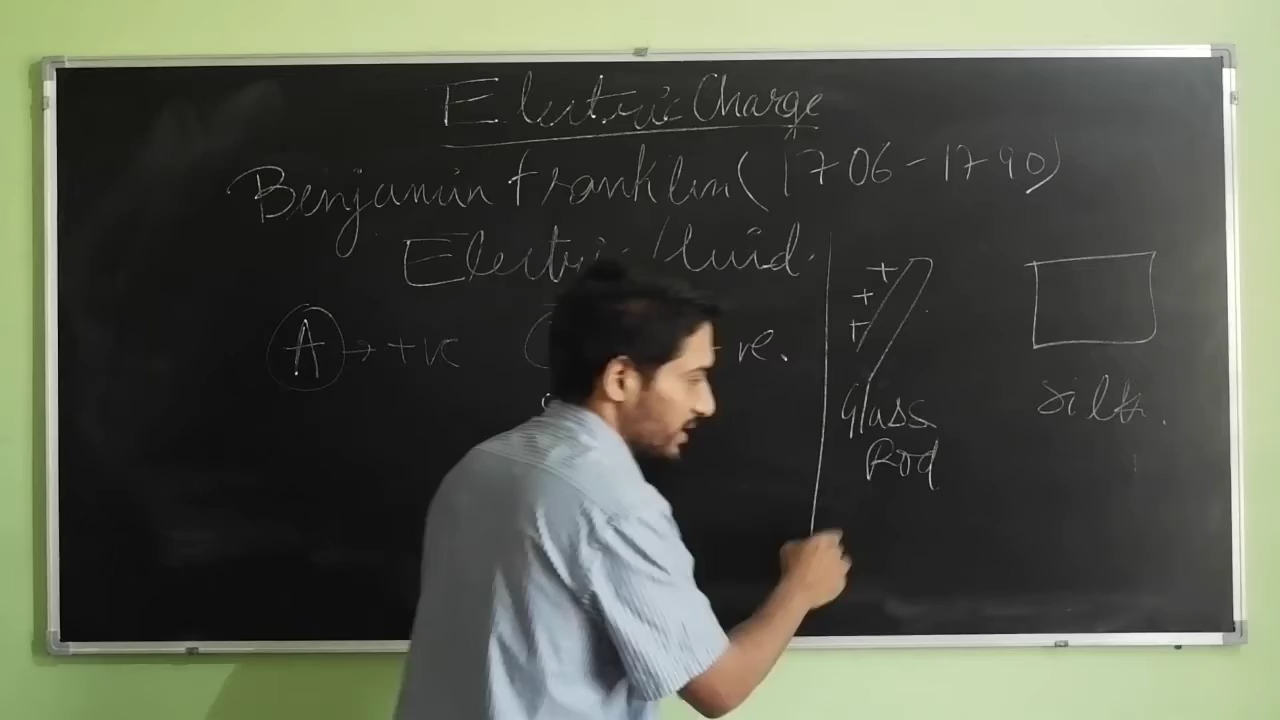 Electric Charge
Benjamin Franklin (1706-1790)
Electric fluid.
A → +ve
ve.
+
+
+
Glass
Rod
Silk.